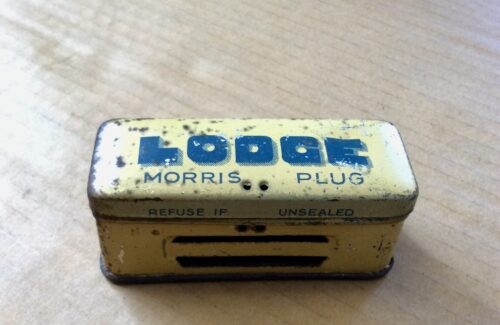 LODGE
MORRIS PLUG
REFUSE IF UNSEALED